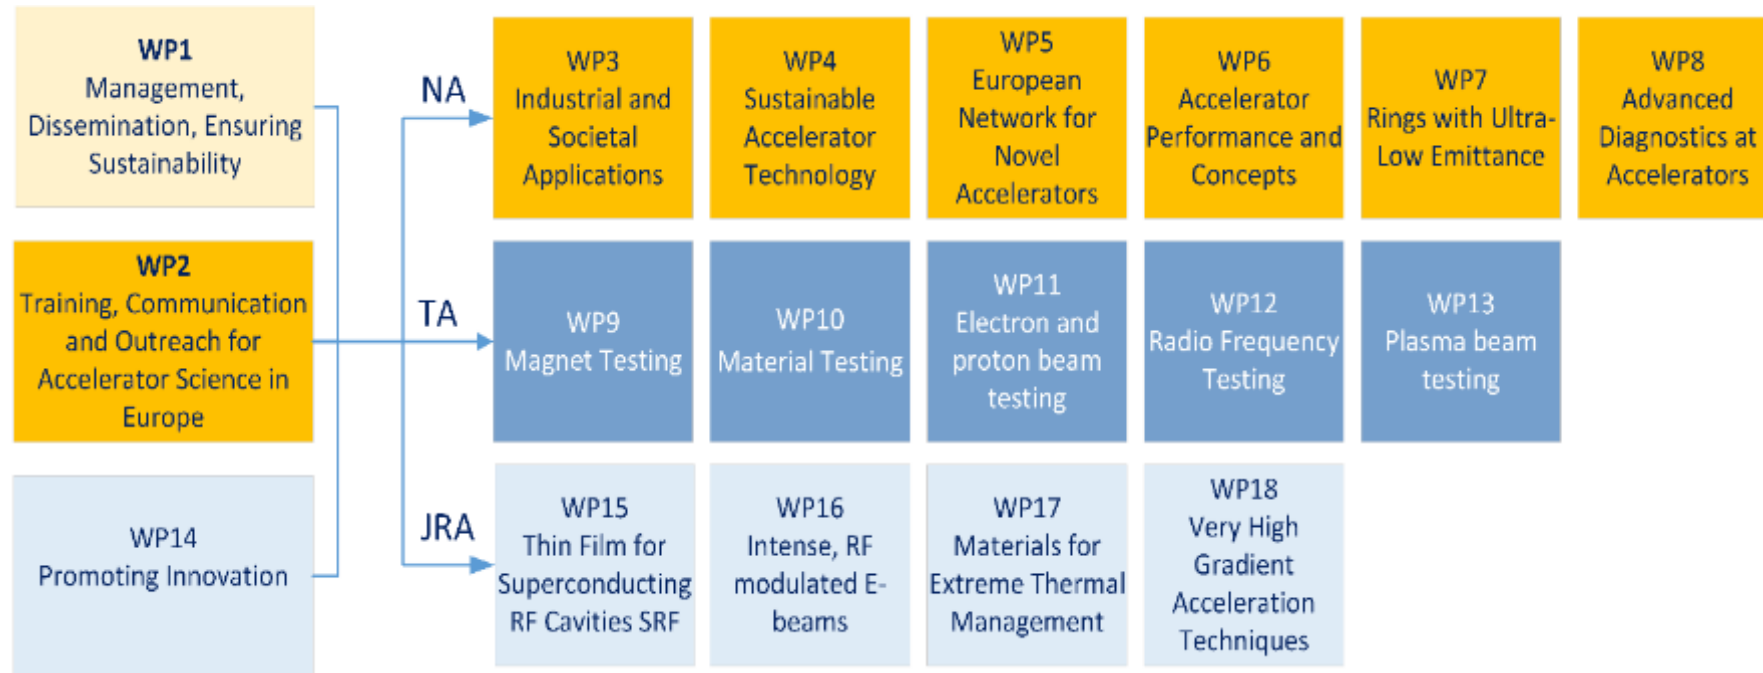 WP1
Management,
Dissemination, Ensuring
Sustainability
WP2
Training, Communication
and Outreach for
Accelerator Science in
Europe
WP14
Promoting Innovation
NA
WP3
Industrial and
Societal
Applications
WP4
Sustainable
Accelerator
Technology
WP5
European
Network for
Novel
Accelerators
WP6
Accelerator
Performance and
Concepts
WP7
Rings with Ultra-
Low Emittance
WP8
Advanced
Diagnostics at
Accelerators
TA
WP9
Magnet Testing
WP10
Material Testing
WP11
Electron and
proton beam
testing
WP12
Radio Frequency
Testing
WP13
Plasma beam
testing
JRA
WP15
Thin Film for
Superconducting
RF Cavities SRF
WP16
Intense, RF
modulated E-
beams
WP17
Materials for
Extreme Thermal
Management
WP18
Very High
Gradient
Acceleration
Techniques